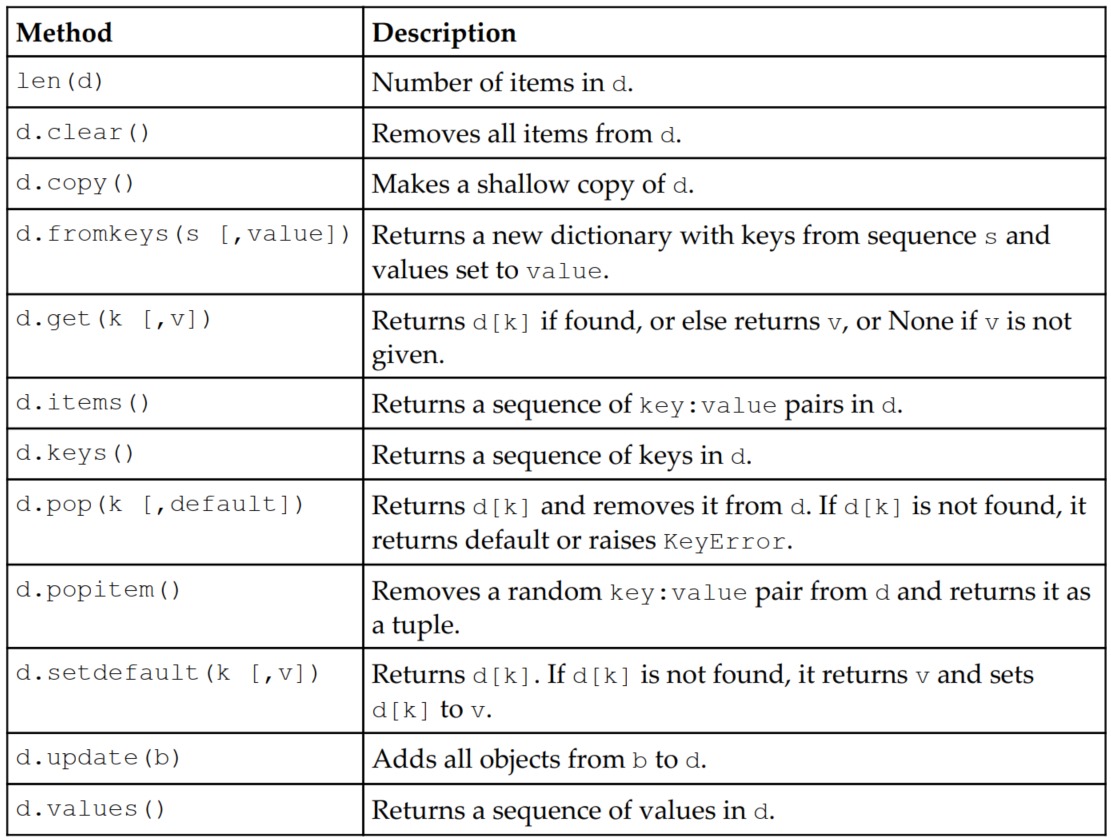 Method Description
len(d) Number of items in d.
d.clear() Removes all items from d.
d.copy() Makes a shallow copy of d.
d.fromkeys(s [,value]) Returns a new dictionary with keys from sequence s and
values set to value.
d.get(k [,v]) Returns d[k] if found, or else returns v, or None if v is not
given.
d.items() Returns a sequence of key:value pairs in d.
d.keys() Returns a sequence of keys in d.
d.pop(k [,default]) Returns d[k] and removes it from d. If d[k] is not found, it
returns default or raises KeyError.
d.popitem() Removes a random key:value pair from d and returns it as
a tuple.
d.setdefault(k [,v]) Returns d[k]. If d[k] is not found, it returns v and sets
d[k] to v.
d.update(b) Adds all objects from b to d.
d.values() Returns a sequence of values in d.